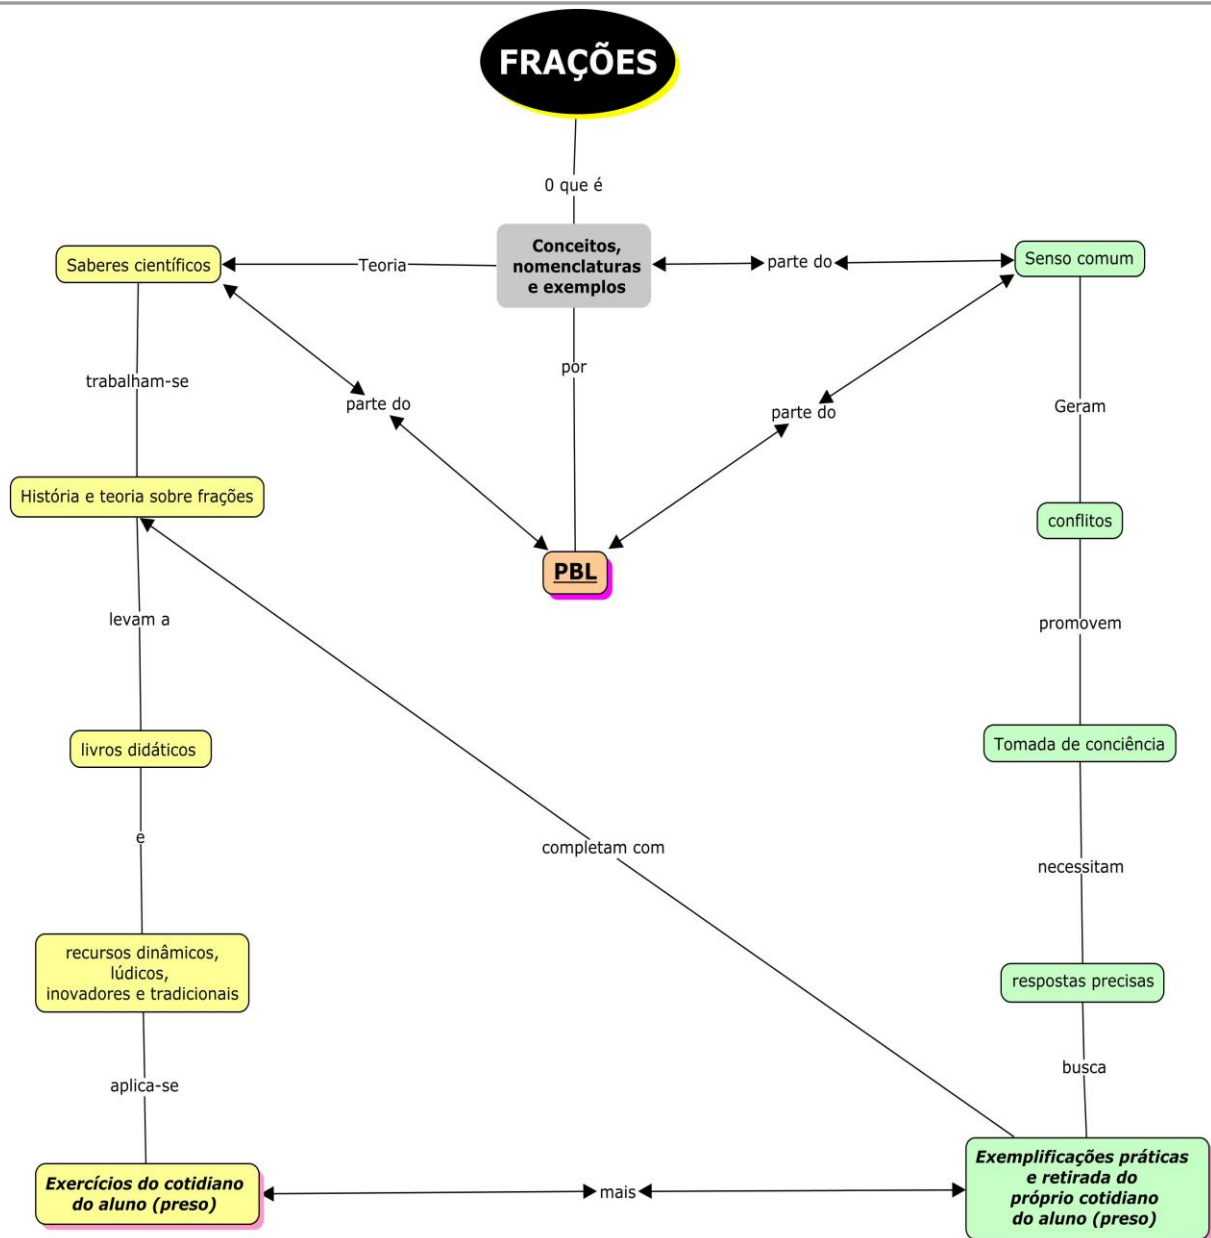 FRAÇÕES
O que é
Conceitos,
nomenclaturas
e exemplos
Saberes científicos
Teoria
parte do
Senso comum
trabalham-se
por
parte do
parte do
Geram
História e teoria sobre frações
conflitos
PBL
levam a
promovem
livros didáticos
Tomada de conciência
e
completam com
necessitam
recursos dinâmicos,
lúdicos,
inovadores e tradicionais
respostas precisas
aplica-se
busca
Exercícios do cotidiano
do aluno (preso)
mais
Exemplificações práticas
e retirada do
próprio cotidiano
do aluno (preso)